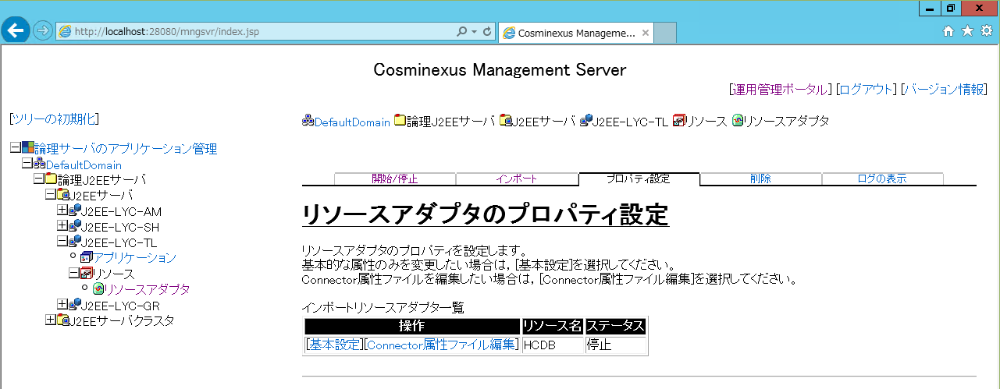 http://localhost:28080/mngsvr/index.jsp
Cosminexus Manageme...
Cosminexus Management Server
[運用管理ポータル] [ログアウト] [バージョン情報]
[ツリーの初期化]
DefaultDomain 論理J2EEサーバ J2EEサーバ J2EE-LYC-TL リソース リソースアダプタ
論理サーバのアプリケーション管理
DefaultDomain
論理J2EEサーバ
J2EEサーバ
J2EE-LYC-AM
J2EE-LYC-SH
J2EE-LYC-TL
アプリケーション
リソース
リソースアダプタ
J2EE-LYC-GR
J2EEサーバクラスタ
開始/停止 インポート プロパティ設定 削除 ログの表示
リソースアダプタのプロパティ設定
リソースアダプタのプロパティを設定します。
基本的な属性のみを変更したい場合は，[基本設定]を選択してください。
Connector属性ファイルを編集したい場合は，[Connector属性ファイル編集]を選択してください。
インポートリソースアダプタ一覧
操作 リソース名 ステータス
[基本設定][Connector属性ファイル編集] HCDB 停止